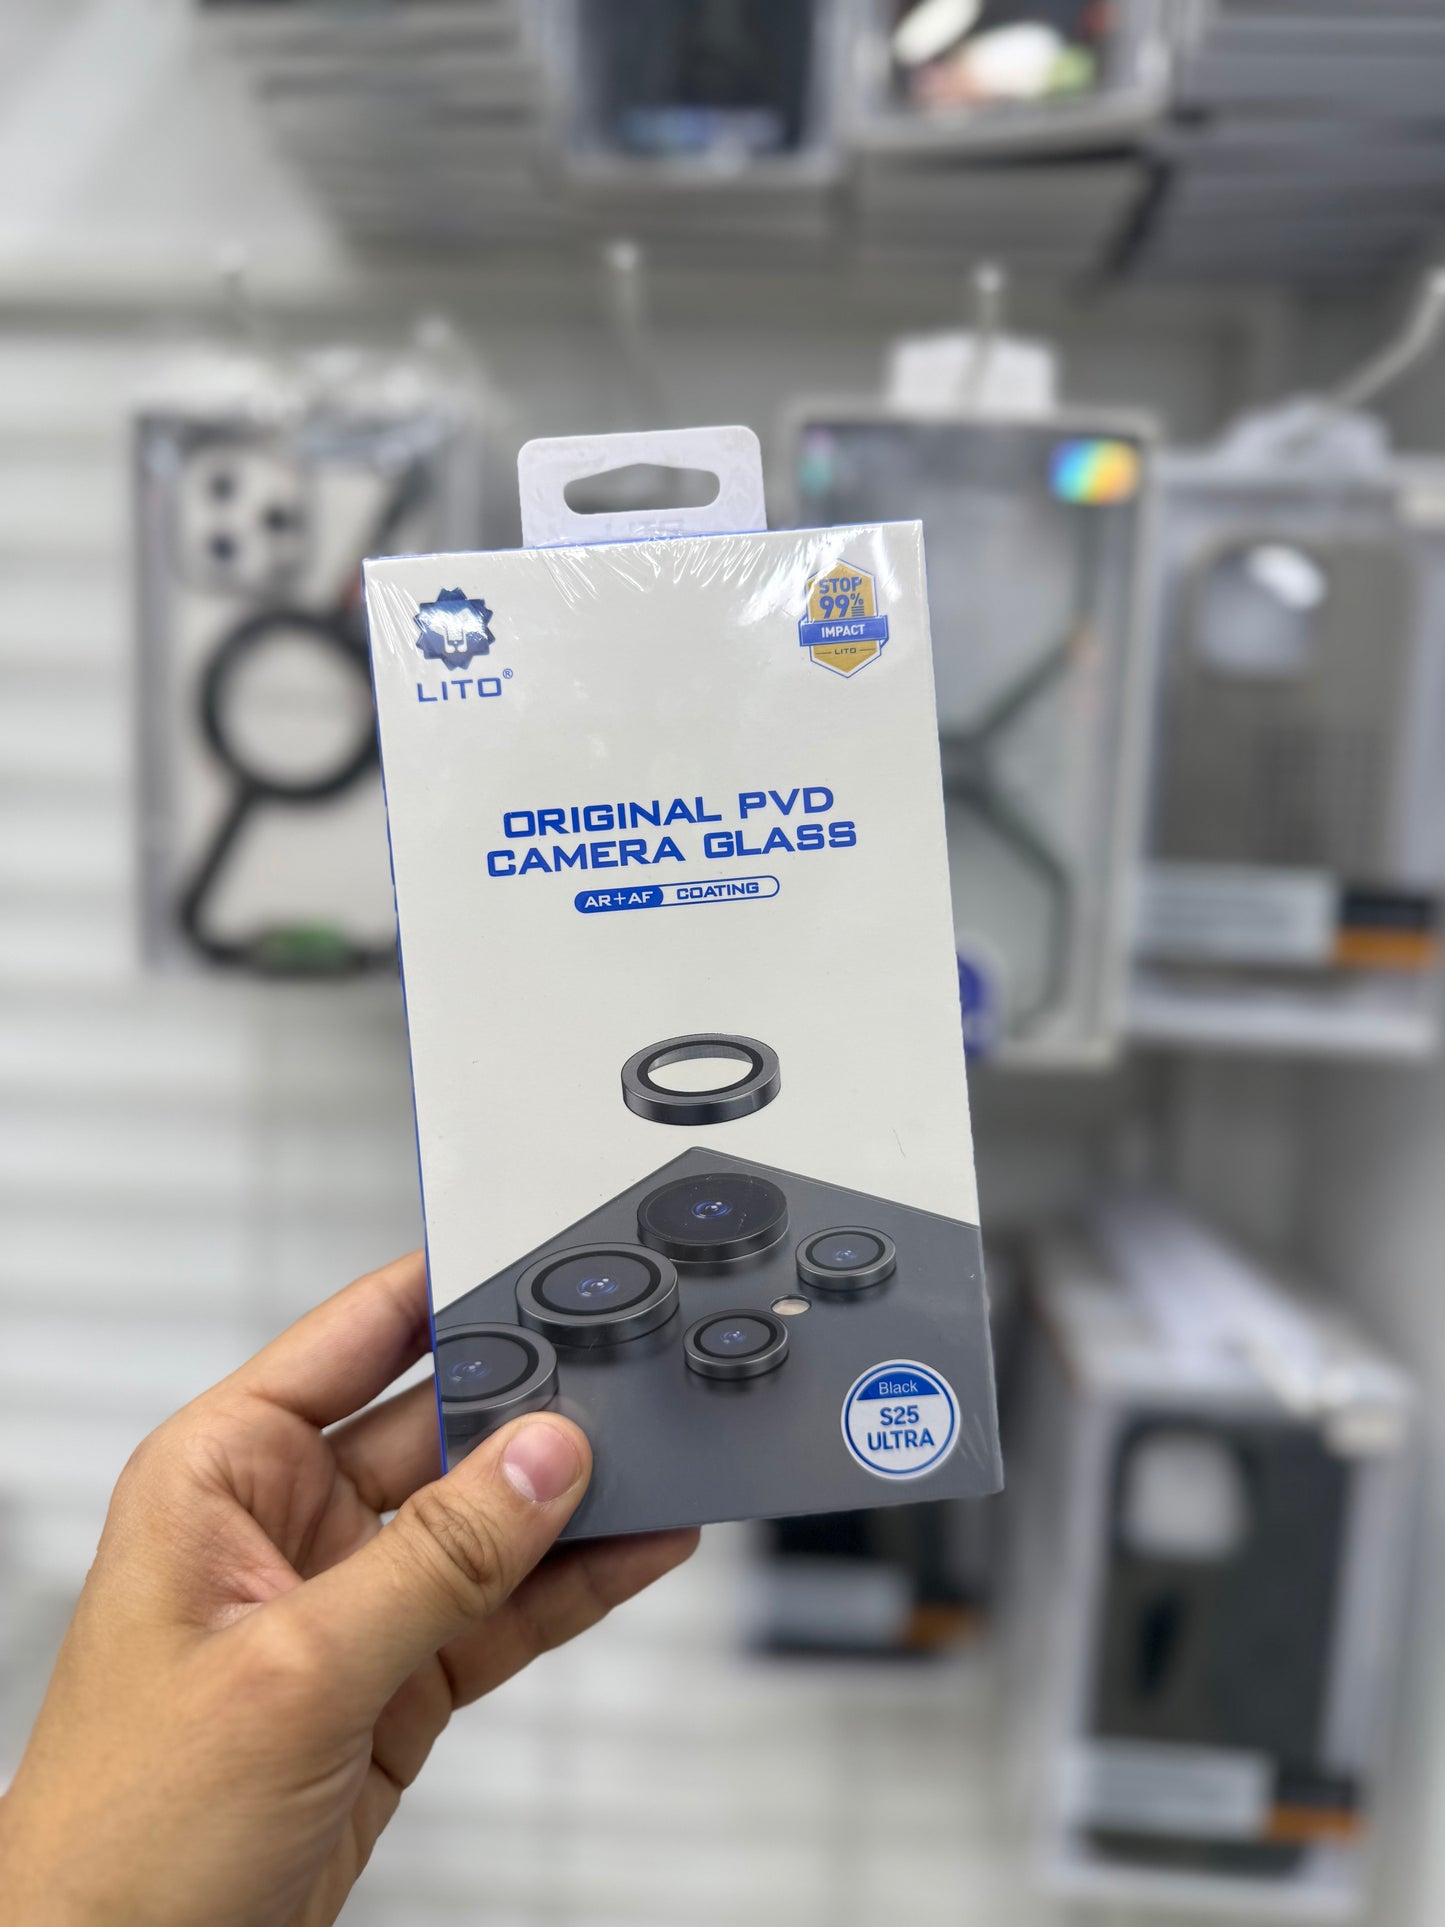 LITO®
STOP
99%
IMPACT
LITO
ORIGINAL PVD
CAMERA GLASS
AR+AF COATING
Black
S25
ULTRA